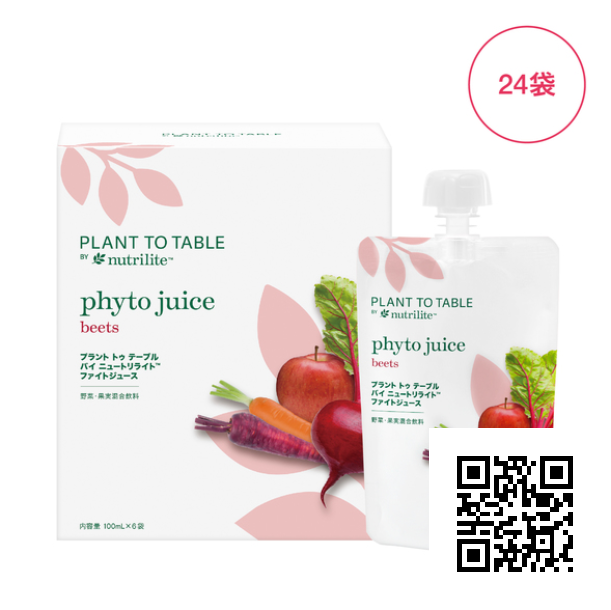 24袋
PLANT TO TABLE
nutrilite
PLANT TO TABLE
BY nutrilite™
phyto juice
beets
プラント トゥ テーブル
バイ ニュートリライト™
ファイトジュース
野菜・果実混合飲料
内容量 100mL×6袋
PLANT TO TABLE
BY nutrilite™
phyto juice
beets
プラント トゥ テーブル
バイ ニュートリライト™
ファイトジュース
野菜・果実混合飲料